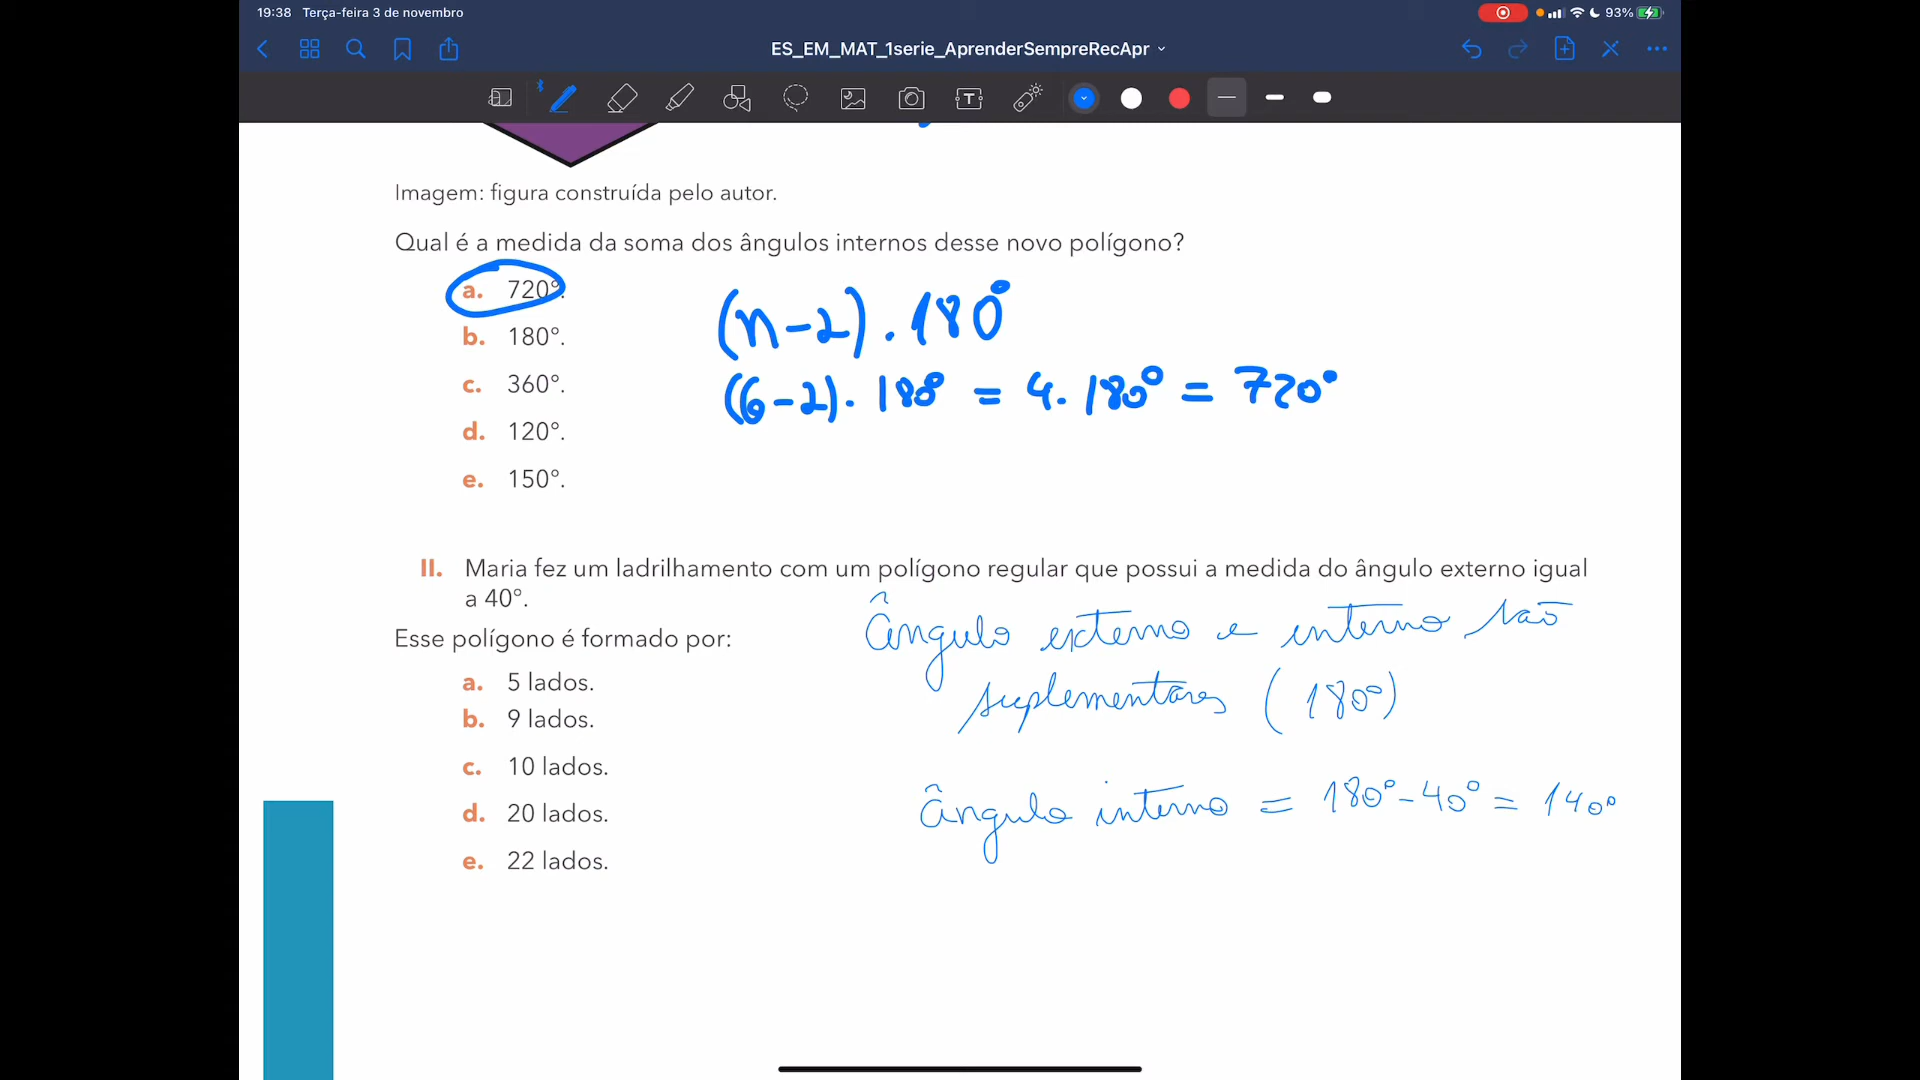 19:38 Terça-feira 3 de novembro
93%
ES_EM_MAT_1serie_AprenderSempreRecApr
Imagem: figura construída pelo autor.
Qual é a medida da soma dos ângulos internos desse novo polígono?
a. 720°.
b. 180°.
c. 360°.
d. 120°.
e. 150°.
(n-2).180°
(6-2).180° = 4.180° = 720°
II. Maria fez um ladrilhamento com um polígono regular que possui a medida do ângulo externo igual
a 40°.
Esse polígono é formado por:
a. 5 lados.
b. 9 lados.
c. 10 lados.
d. 20 lados.
e. 22 lados.
Ângulo externo e interno são
suplementares (180°)
ângulo interno = 180°-40° = 140°